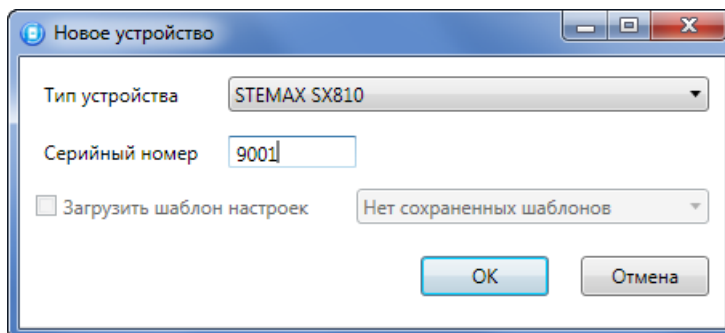 Новое устройство
Тип устройства STEMAX SX810
Серийный номер 9001
Загрузить шаблон настроек Нет сохраненных шаблонов
OK Отмена